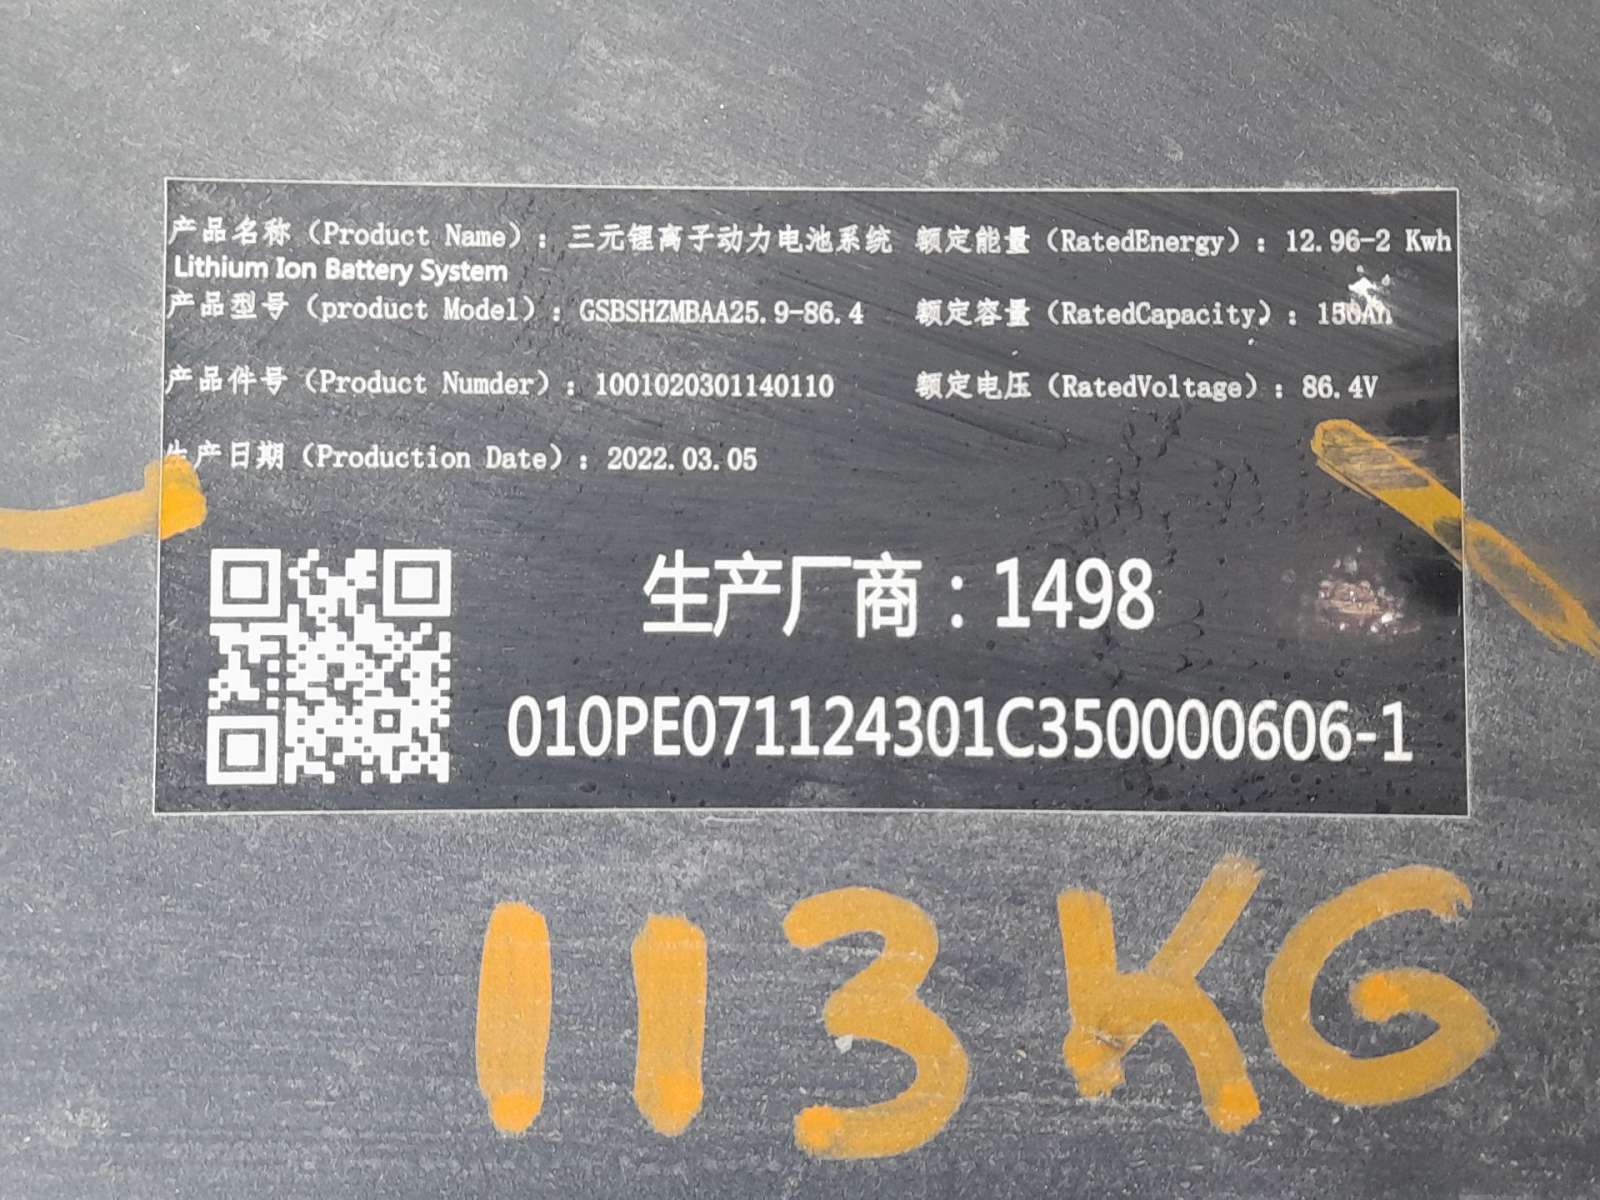 产品名称（Product Name）：三元锂离子动力电池系统 额定能量（RatedEnergy）：12.96-2 Kwh
Lithium Ion Battery System
产品型号（product Model）：GSBSHZMBAA25.9-86.4 额定容量（RatedCapacity）：150Ah
产品件号（Product Numder）：1001020301140110 额定电压（RatedVoltage）：86.4V
生产日期（Production Date）：2022.03.05
生产厂商：1498
010PE071124301C350000606-1
113KG